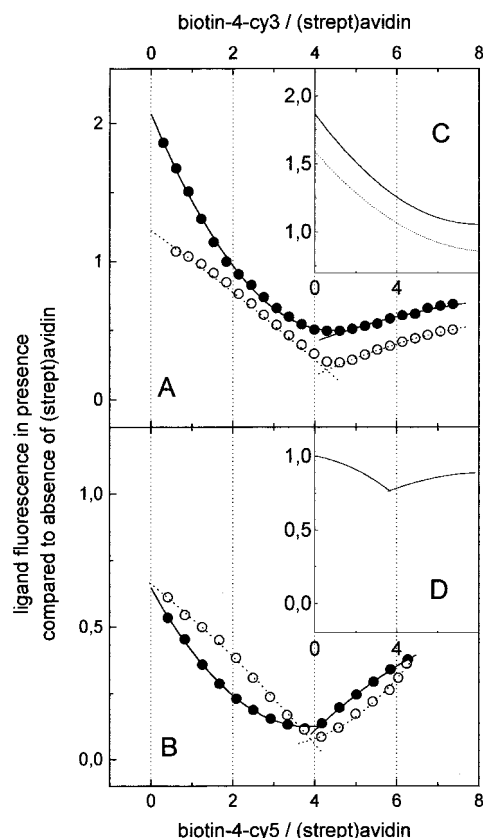 biotin-4-cy3 / (strept)avidin
0 2 4 6 8
2
1
0
A
2,0
1,5
1,0
0 4
C
1,0
0,5
0,0
B
1,0
0,5
0,0
0 4
D
ligand fluorescence in presence
compared to absence of (strept)avidin
0 2 4 6 8
biotin-4-cy5 / (strept)avidin